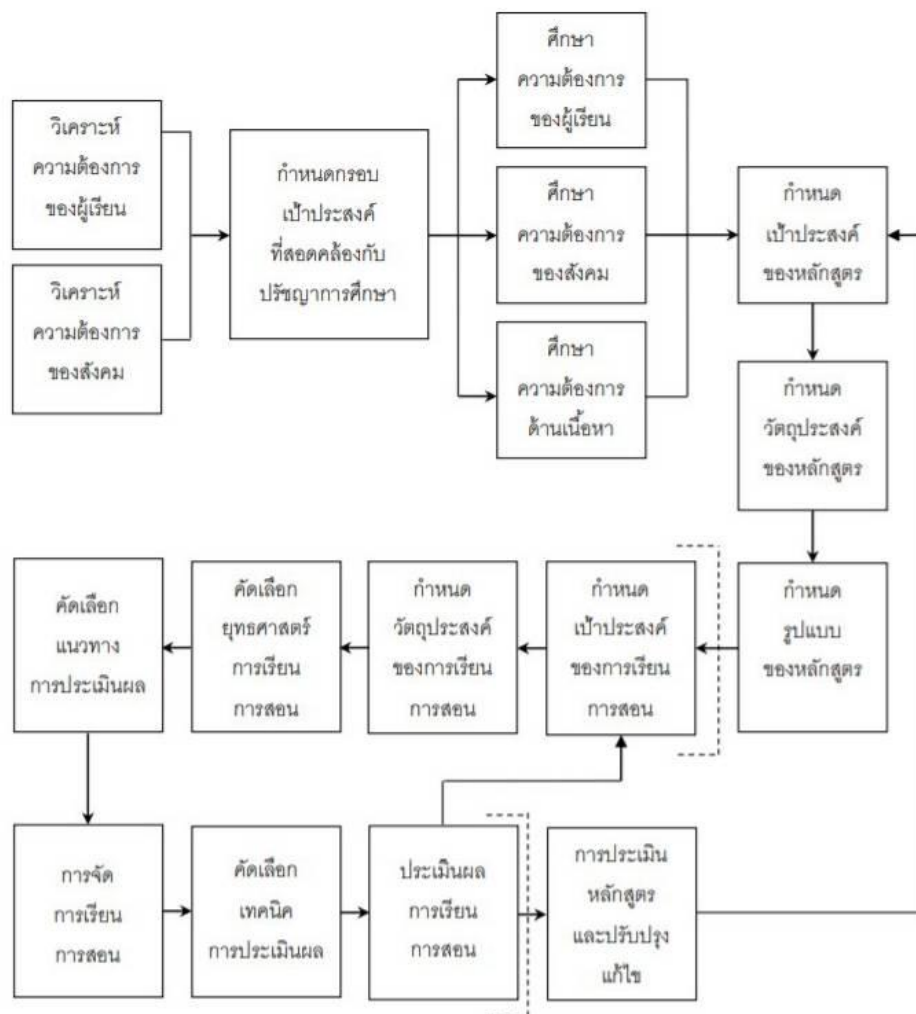 วิเคราะห์
ความต้องการ
ของผู้เรียน
วิเคราะห์
ความต้องการ
ของสังคม
กำหนดกรอบ
เป้าประสงค์
ที่สอดคล้องกับ
ปรัชญาการศึกษา
ศึกษา
ความต้องการ
ของผู้เรียน
ศึกษา
ความต้องการ
ของสังคม
ศึกษา
ความต้องการ
ด้านเนื้อหา
กำหนด
เป้าประสงค์
ของหลักสูตร
กำหนด
วัตถุประสงค์
ของหลักสูตร
กำหนด
รูปแบบ
ของหลักสูตร
กำหนด
เป้าประสงค์
ของการเรียน
การสอน
กำหนด
วัตถุประสงค์
ของการเรียน
การสอน
คัดเลือก
ยุทธศาสตร์
การเรียน
การสอน
คัดเลือก
แนวทาง
การประเมินผล
การจัด
การเรียน
การสอน
คัดเลือก
เทคนิค
การประเมินผล
ประเมินผล
การเรียน
การสอน
การประเมิน
หลักสูตร
และปรับปรุง
แก้ไข